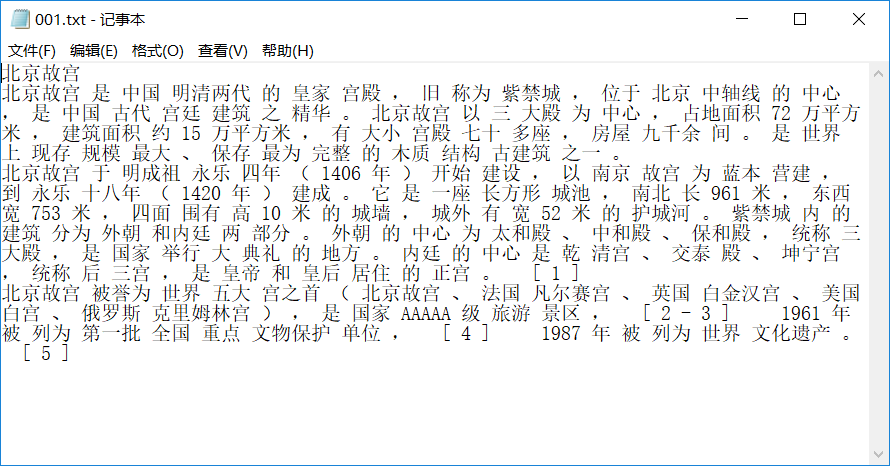 001.txt - 记事本
文件(F) 编辑(E) 格式(O) 查看(V) 帮助(H)
北京故宫
北京故宫 是 中国 明清两代 的 皇家 宫殿 ， 旧 称为 紫禁城 ， 位于 北京 中轴线 的 中心
， 是 中国 古代 宫廷 建筑 之 精华 。 北京故宫 以 三 大殿 为 中心 ， 占地面积 72 万平方
米 ， 建筑面积 约 15 万平方米 ， 有 大小 宫殿 七十 多座 ， 房屋 九千余 间 。 是 世界
上 现存 规模 最大 、 保存 最为 完整 的 木质 结构 古建筑 之一 。
北京故宫 于 明成祖 永乐 四年 （ 1406 年 ） 开始 建设 ， 以 南京 故宫 为 蓝本 营建 ，
到 永乐 十八年 （ 1420 年 ） 建成 。 它 是 一座 长方形 城池 ， 南北 长 961 米 ， 东西
宽 753 米 ， 四面 围有 高 10 米 的 城墙 ， 城外 有 宽 52 米 的 护城河 。 紫禁城 内 的
建筑 分为 外朝 和内廷 两 部分 。 外朝 的 中心 为 太和殿 、 中和殿 、 保和殿 ， 统称 三
大殿 ， 是 国家 举行 大 典礼 的 地方 。 内廷 的 中心 是 乾 清宫 、 交泰 殿 、 坤宁宫
， 统称 后 三宫 ， 是 皇帝 和 皇后 居住 的 正宫 。 [ 1 ]
北京故宫 被誉为 世界 五大 宫之首 （ 北京故宫 、 法国 凡尔赛宫 、 英国 白金汉宫 、 美国
白宫 、 俄罗斯 克里姆林宫 ） ， 是 国家 AAAAA 级 旅游 景区 ， [ 2 - 3 ] 1961 年
被 列为 第一批 全国 重点 文物保护 单位 ， [ 4 ] 1987 年 被 列为 世界 文化遗产 。
[ 5 ]